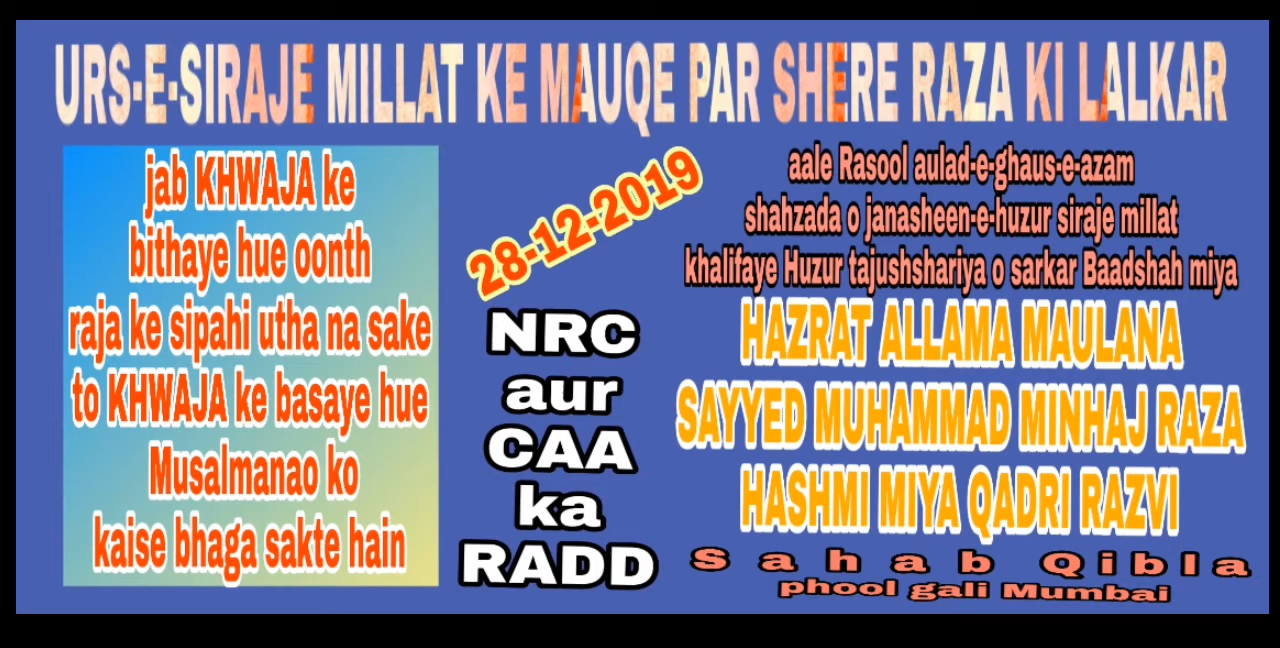 URS-E-SIRAJE MILLAT KE MAUQE PAR SHERE RAZA KI LALKAR
jab KHWAJA ke
bithaye hue oonth
raja ke sipahi utha na sake
to KHWAJA ke basaye hue
Musalmanao ko
kaise bhaga sakte hain
28-12-2019
NRC
aur
CAA
ka
RADD
aale Rasool aulad-e-ghaus-e-azam
shahzada o janasheen-e-huzur siraje millat
khalifaye Huzur tajushshariya o sarkar Baadshah miya
HAZRAT ALLAMA MAULANA
SAYYED MUHAMMAD MINHAJ RAZA
HASHMI MIYA QADRI RAZVI
Sahab Qibla
phool gali Mumbai